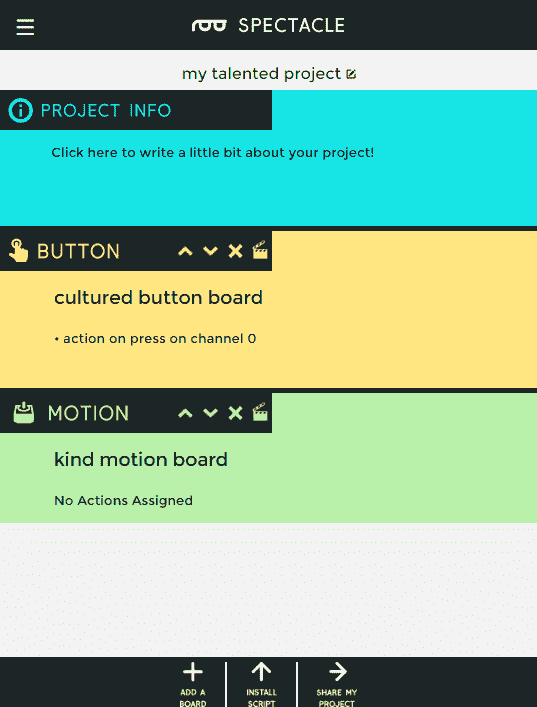 SPECTACLE
my talented project
PROJECT INFO
Click here to write a little bit about your project!
BUTTON
cultured button board
• action on press on channel 0
MOTION
kind motion board
No Actions Assigned
ADD A
BOARD
INSTALL
SCRIPT
SHARE MY
PROJECT